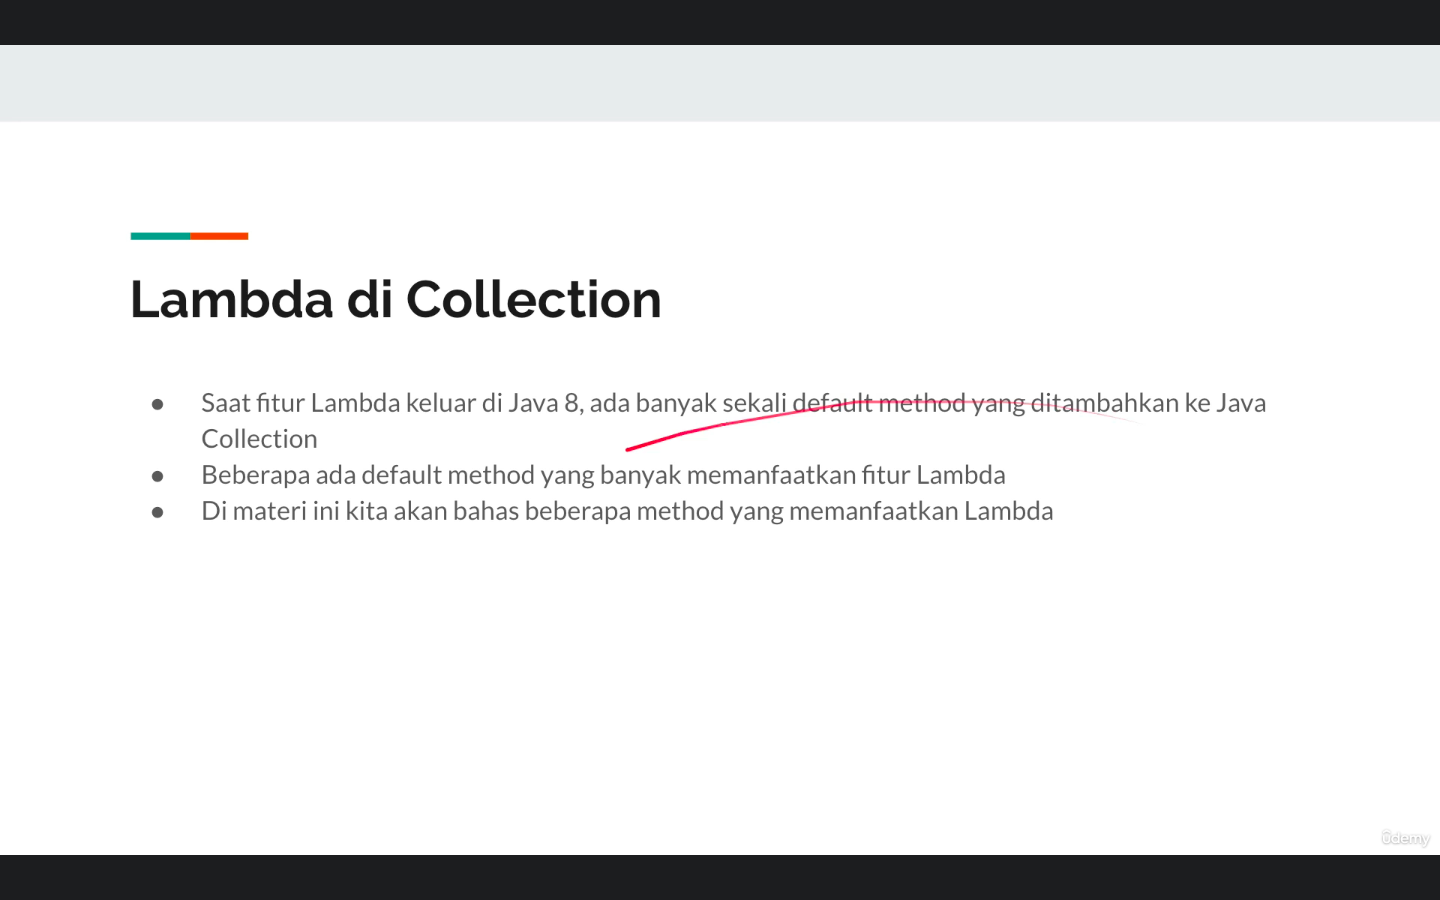 Lambda di Collection
● Saat fitur Lambda keluar di Java 8, ada banyak sekali default method yang ditambahkan ke Java
Collection
● Beberapa ada default method yang banyak memanfaatkan fitur Lambda
● Di materi ini kita akan bahas beberapa method yang memanfaatkan Lambda
ûdemy